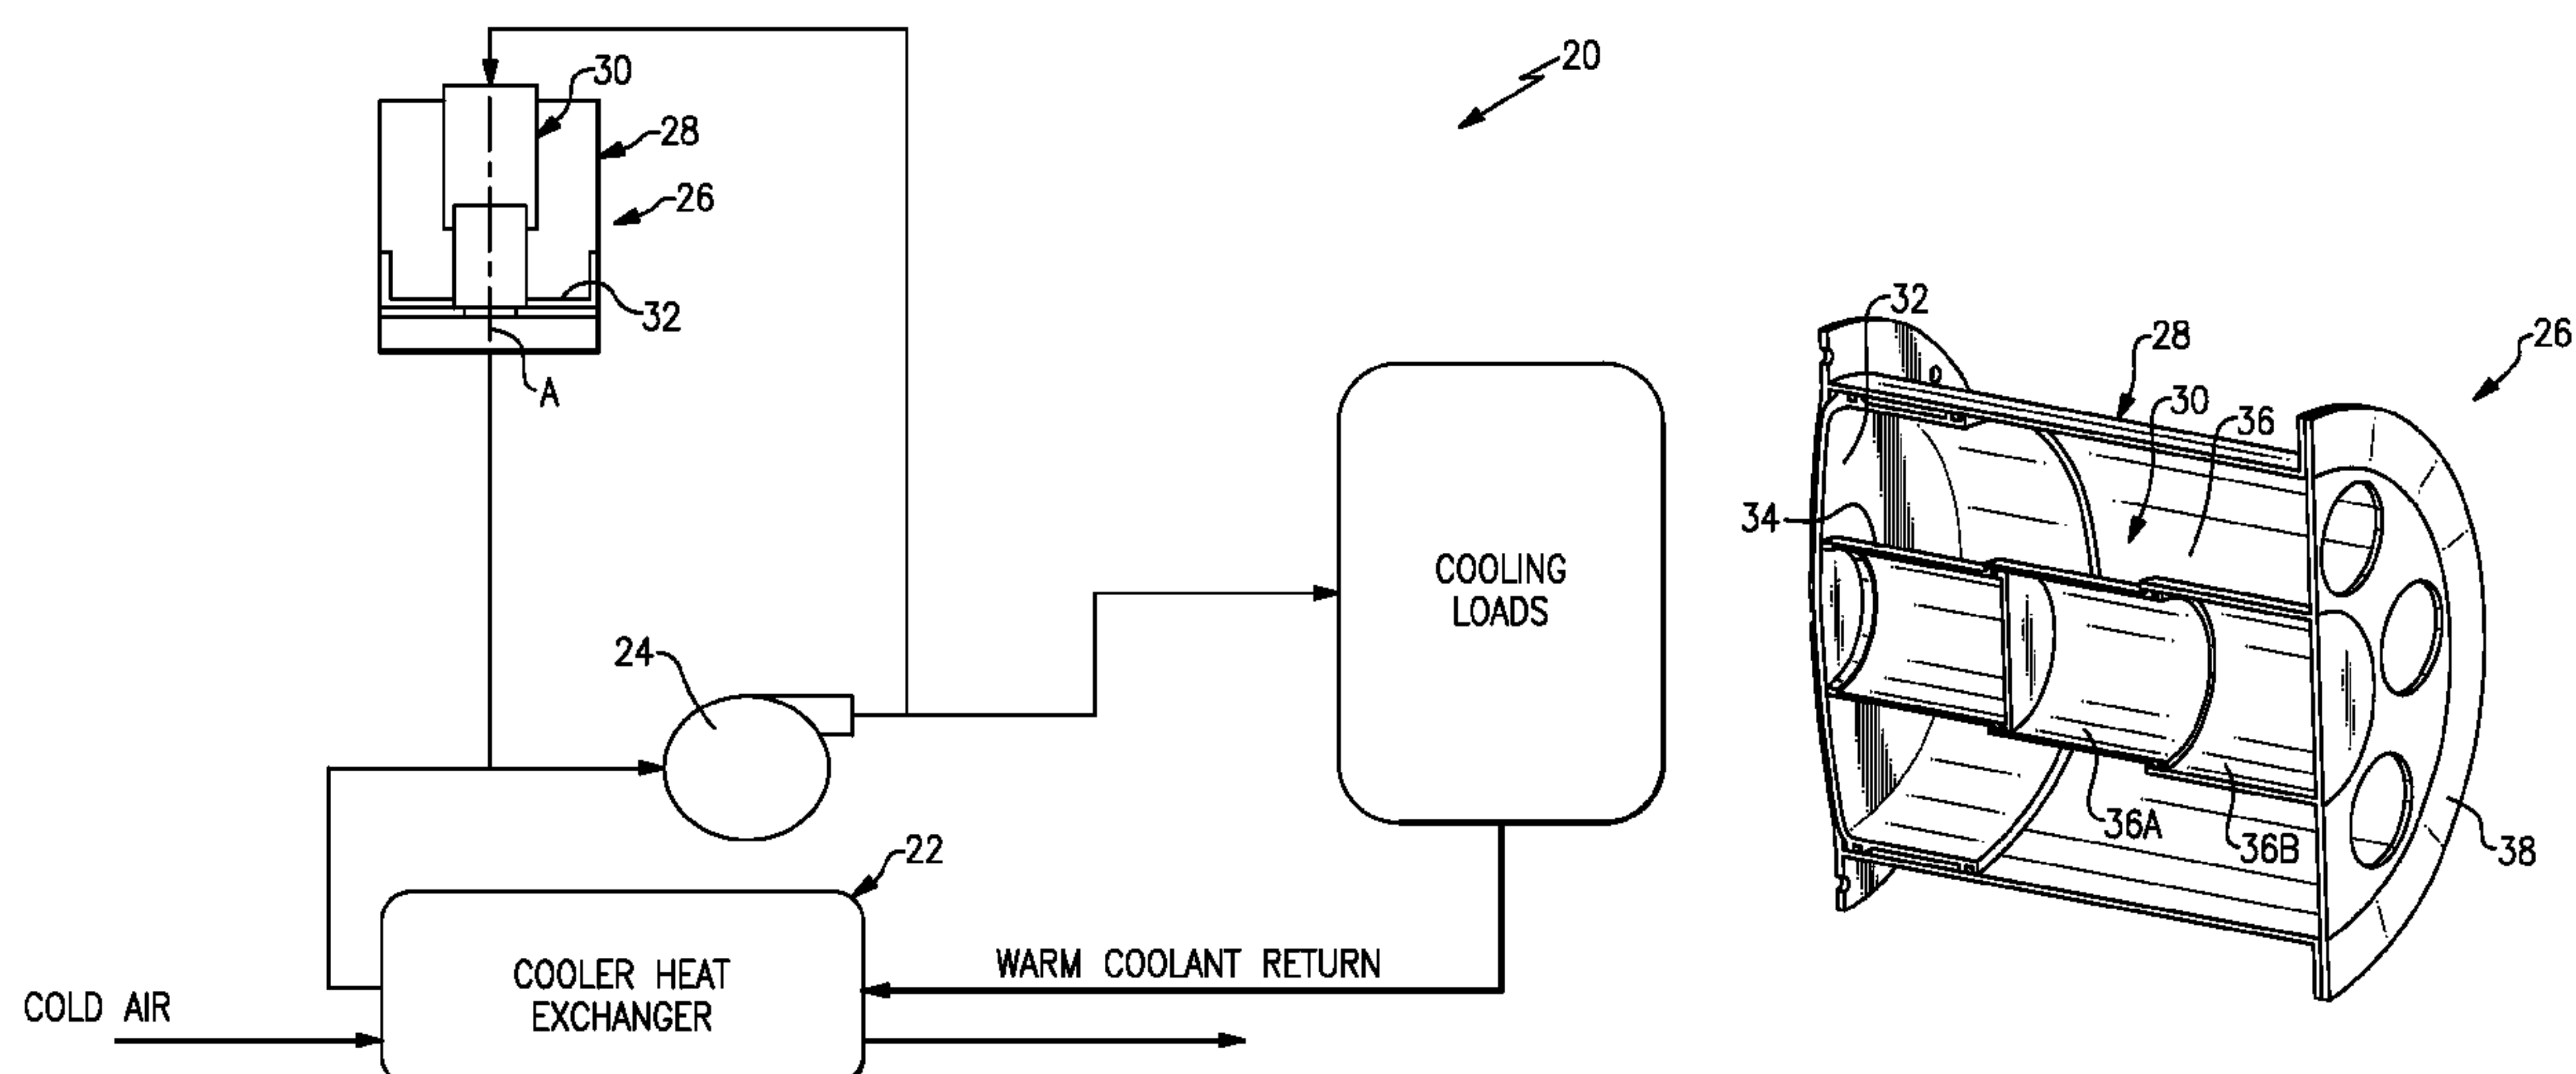 30
28
26
32
A
20
COOLING
LOADS
24
22
COOLER HEAT
EXCHANGER
COLD AIR
WARM COOLANT RETURN
32
28
30
36
26
34
36A
36B
38